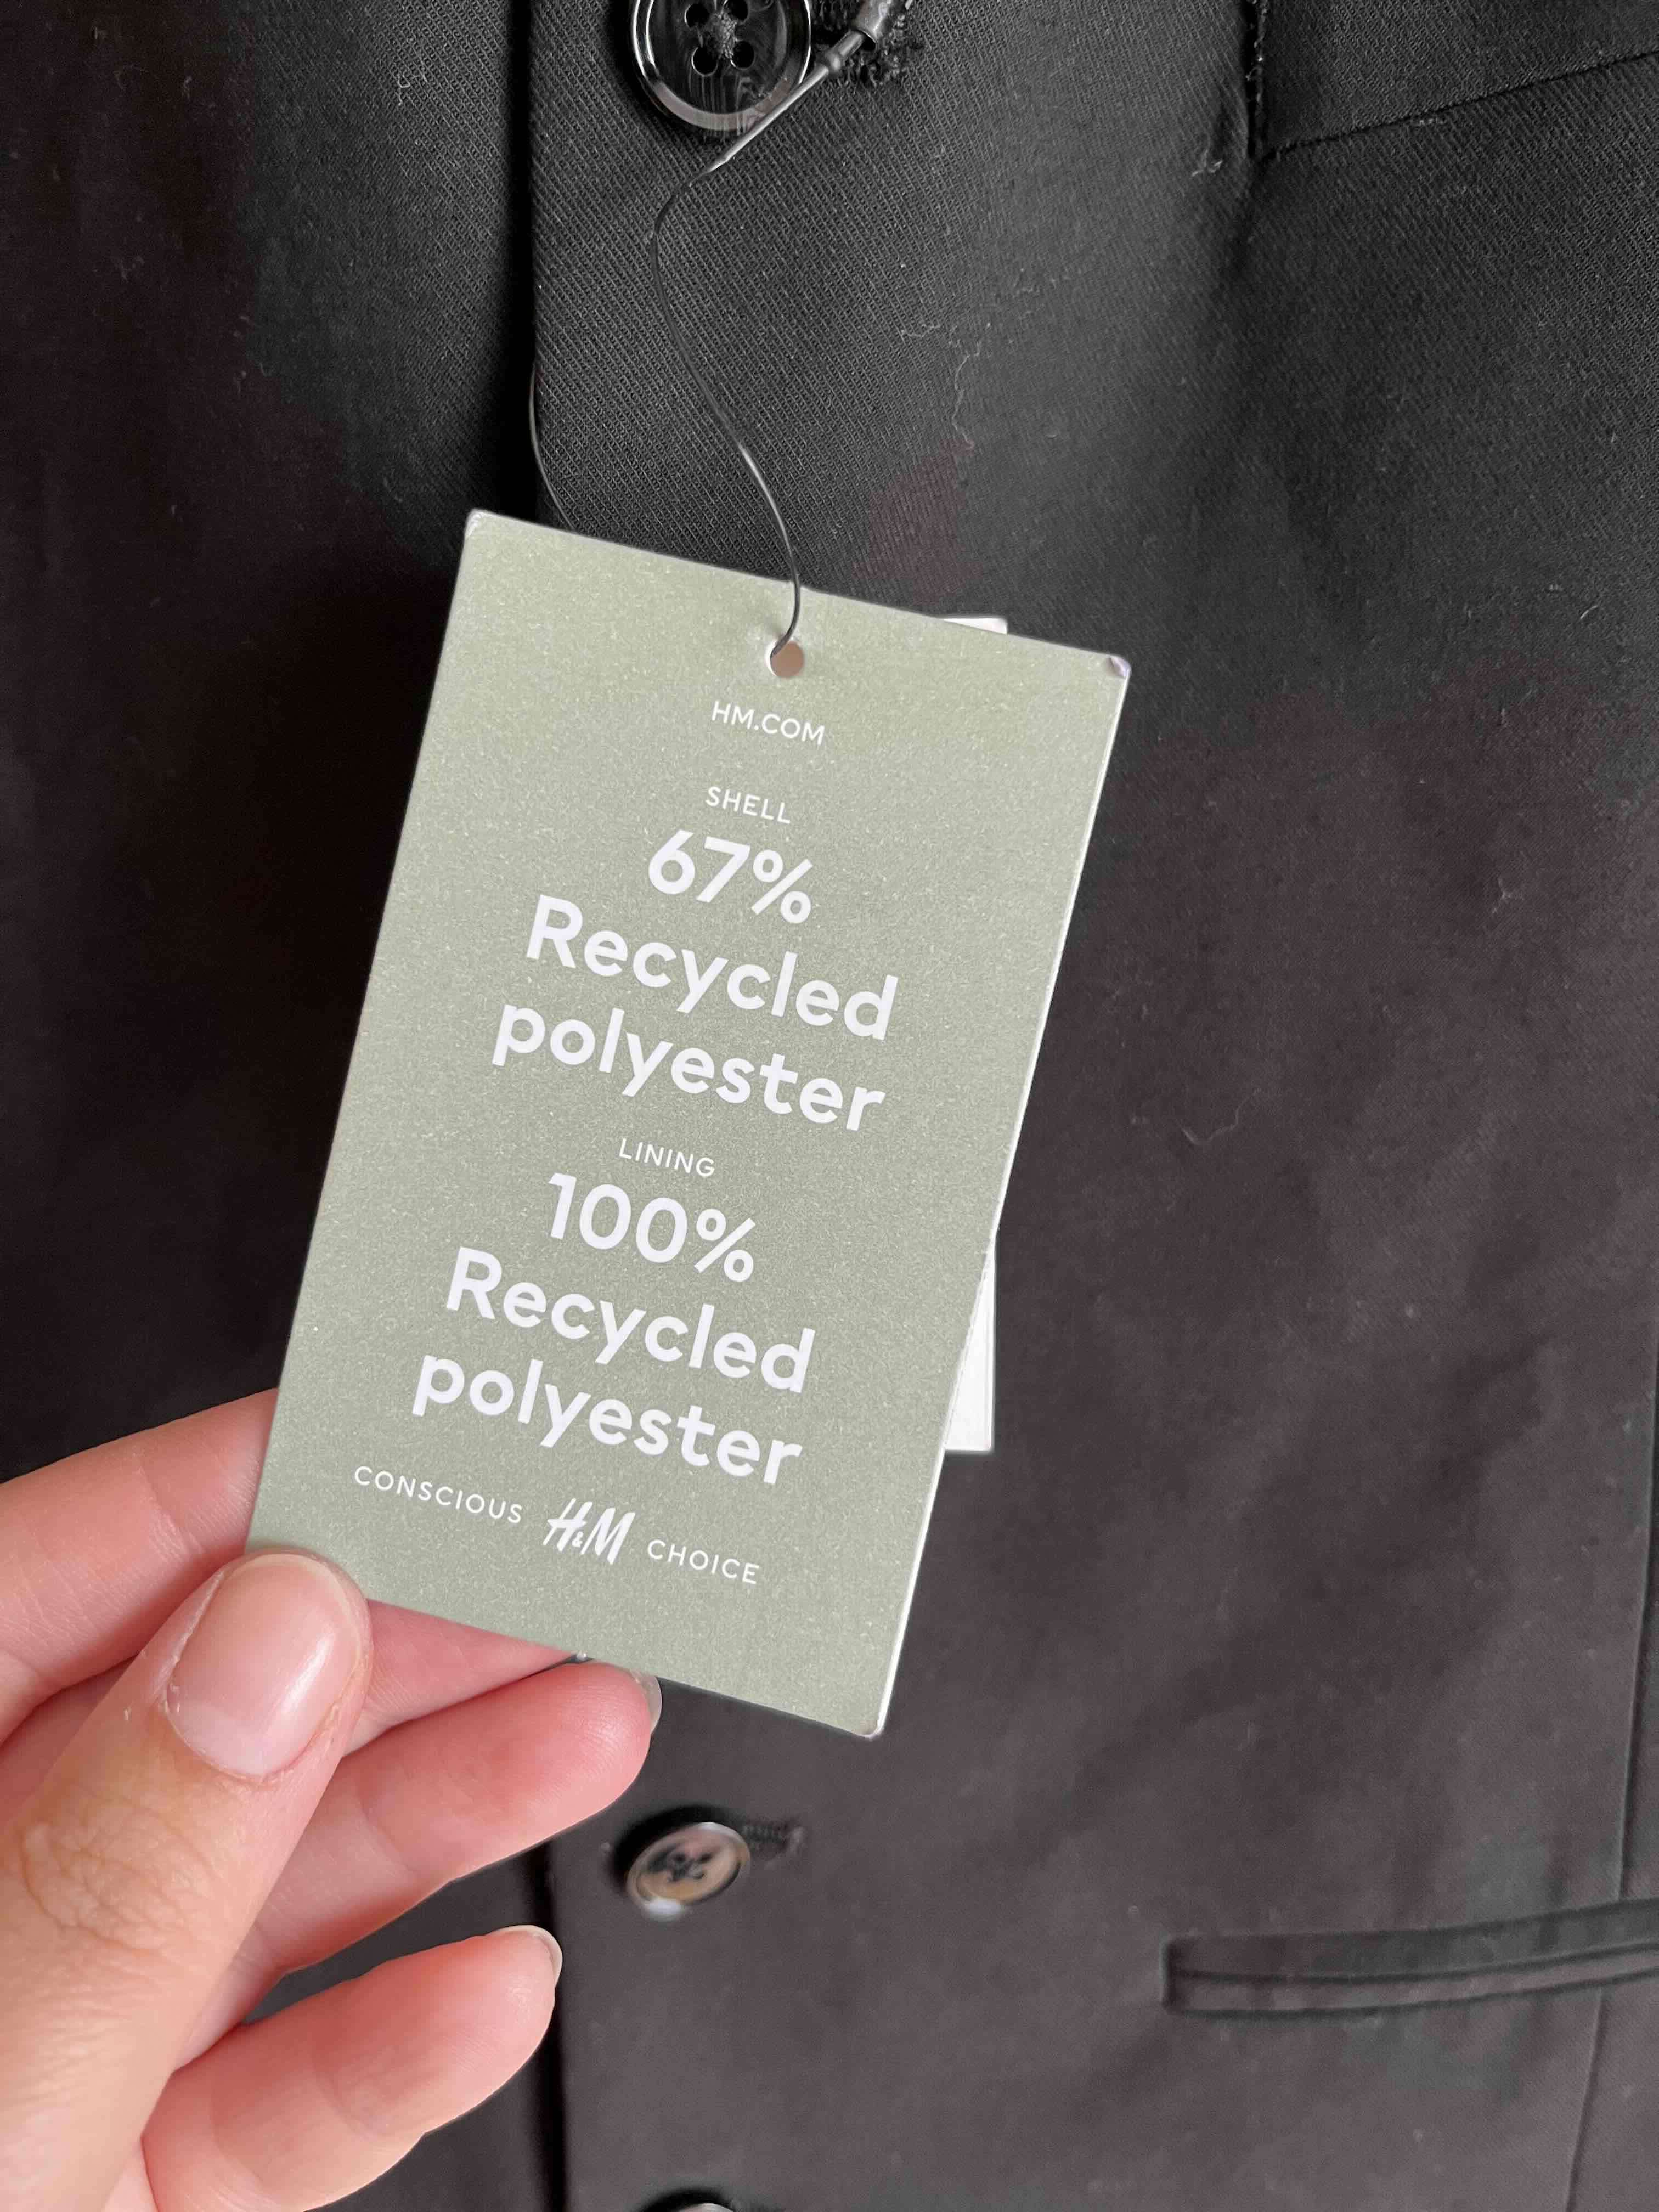 HM.COM
SHELL
67%
Recycled
polyester
LINING
100%
Recycled
polyester
CONSCIOUS H&M CHOICE